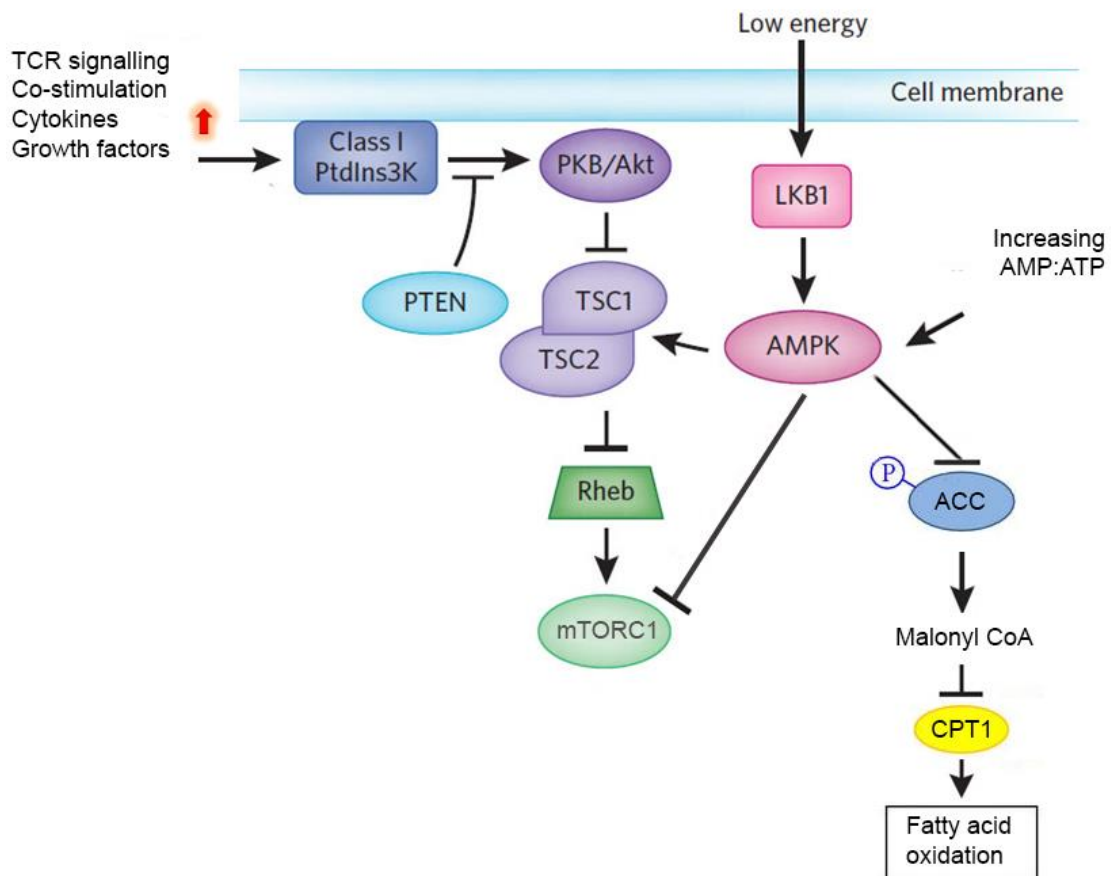 Low energy
TCR signalling
Co-stimulation
Cytokines
Growth factors
Cell membrane
Class I
PtdIns3K
PKB/Akt
LKB1
Increasing
AMP:ATP
PTEN
TSC1
TSC2
AMPK
Rheb
P
ACC
mTORC1
Malonyl CoA
CPT1
Fatty acid
oxidation